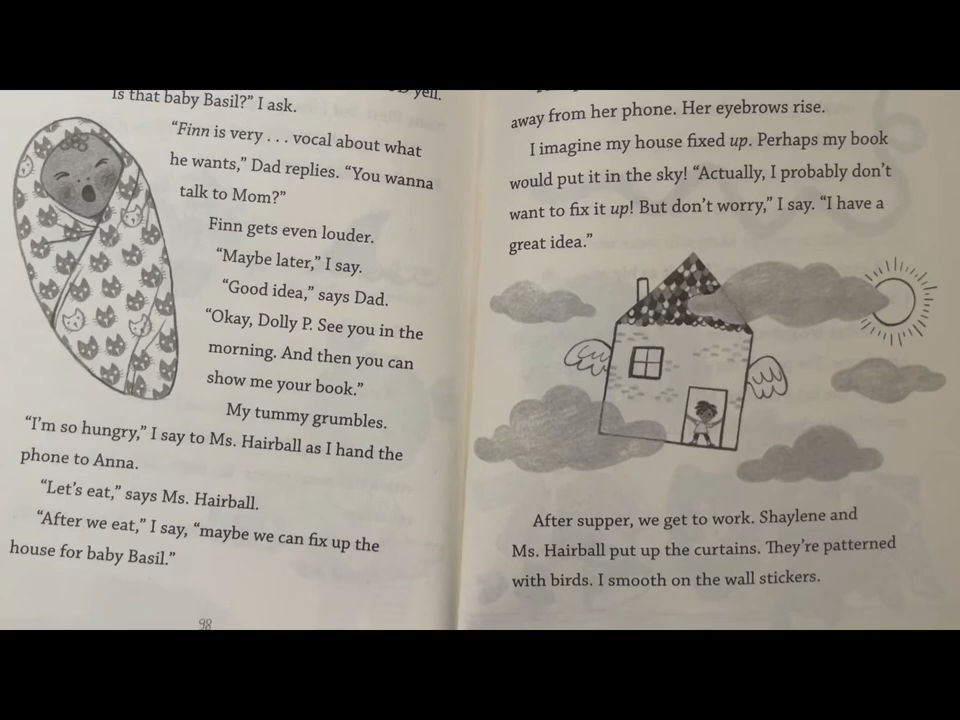 yell.
is that baby Basil?” I ask.
“Finn is very . . . vocal about what
he wants,” Dad replies. “You wanna
talk to Mom?”
Finn gets even louder.
“Maybe later,” I say.
“Good idea,” says Dad.
“Okay, Dolly P. See you in the
morning. And then you can
show me your book.”
My tummy grumbles.
“I’m so hungry,” I say to Ms. Hairball as I hand the
phone to Anna.
“Let’s eat,” says Ms. Hairball.
“After we eat,” I say, “maybe we can fix up the
house for baby Basil.”
98
away from her phone. Her eyebrows rise.
I imagine my house fixed up. Perhaps my book
would put it in the sky! “Actually, I probably don’t
want to fix it up! But don’t worry,” I say. “I have a
great idea.”
After supper, we get to work. Shaylene and
Ms. Hairball put up the curtains. They’re patterned
with birds. I smooth on the wall stickers.